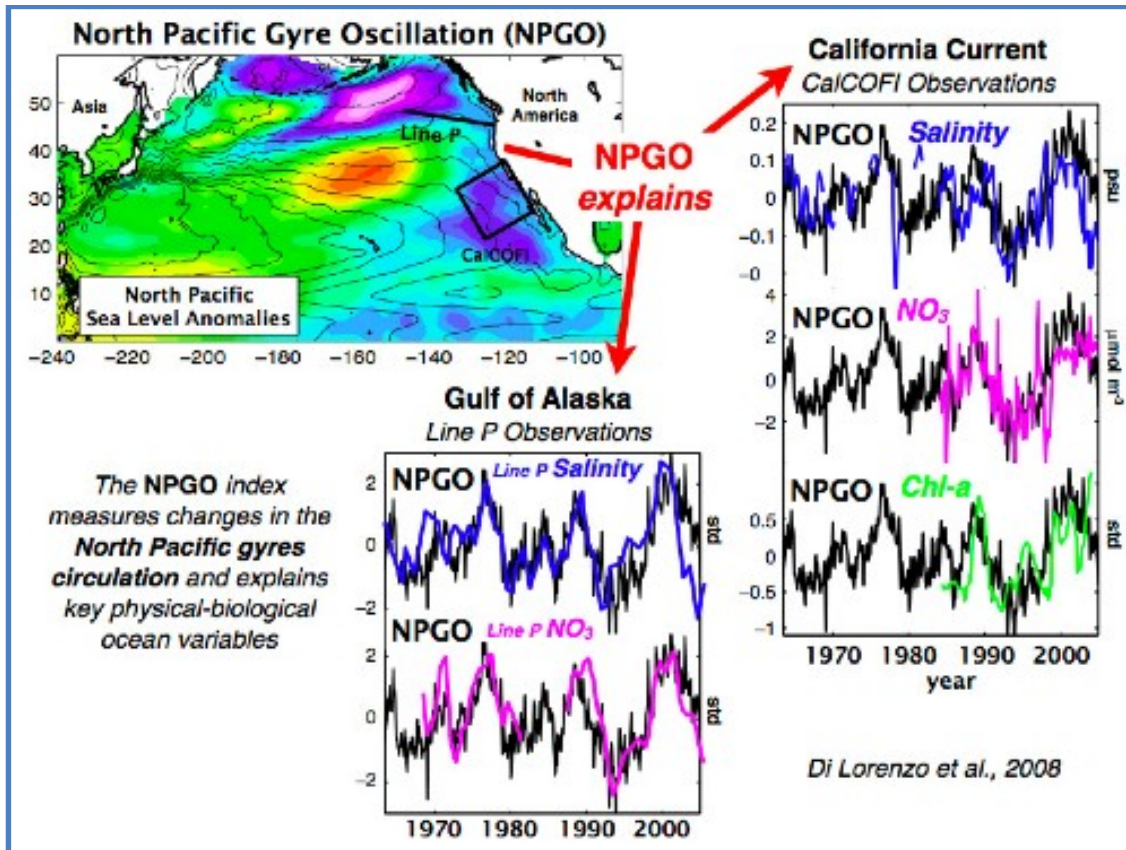 North Pacific Gyre Oscillation (NPGO)
Asia
North
America
Line P
CalCOFI
North Pacific
Sea Level Anomalies
50
40
30
20
10
−240
−220
−200
−180
−160
−140
−120
−100
NPGO
explains
California Current
CalCOFI Observations
NPGO
Salinity
0.2
0.1
0
−0.1
−0
psu
NPGO
NO₃
4
2
0
−2
μmol m⁻³
NPGO
Chl-a
0.5
0
−0.5
−1
std
1970
1980
1990
2000
year
Gulf of Alaska
Line P Observations
NPGO
Line P Salinity
2
0
−2
std
NPGO
Line P NO₃
2
0
−2
std
1970
1980
1990
2000
The NPGO index
measures changes in the
North Pacific gyres
circulation and explains
key physical-biological
ocean variables
Di Lorenzo et al., 2008